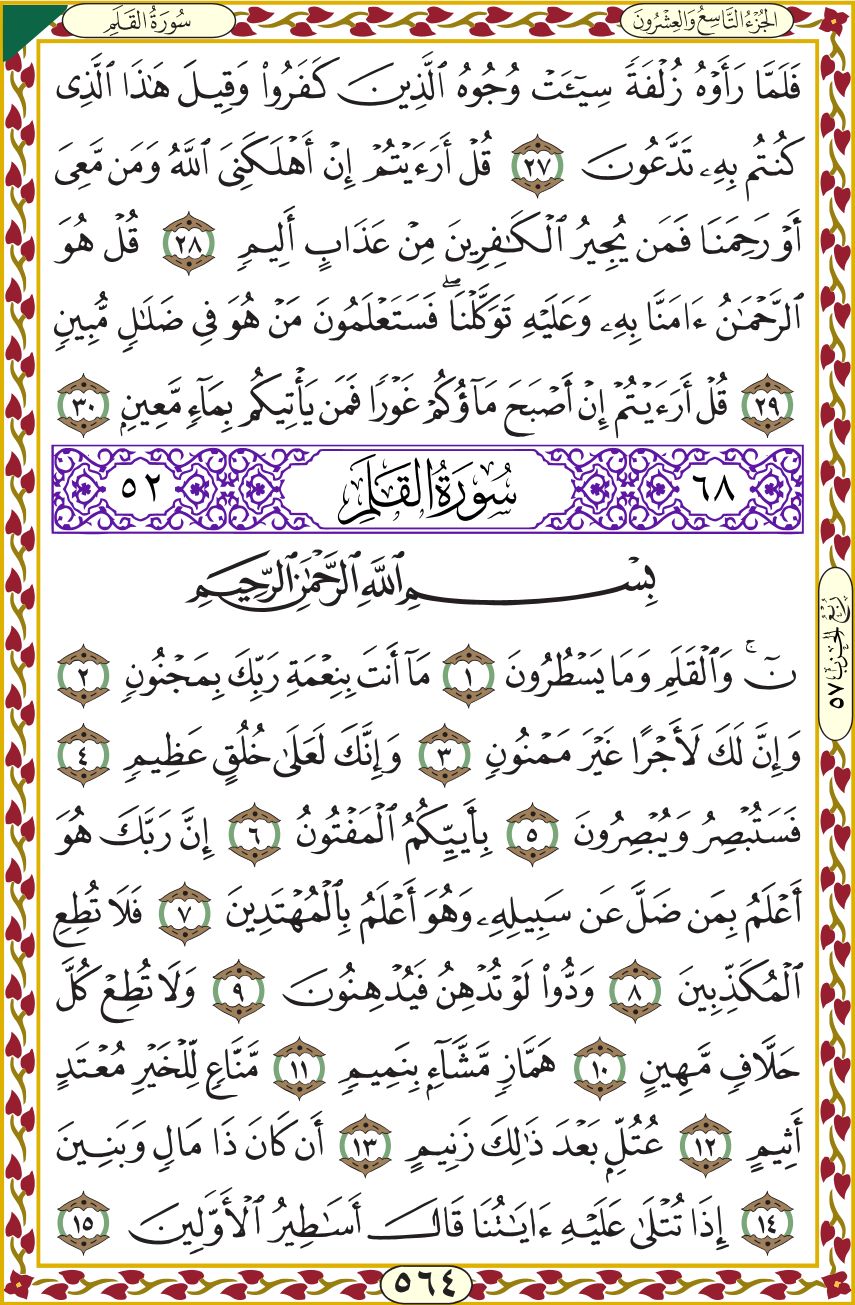 الجُزْءُ التَّاسِعُ وَالعِشْرُونَ
سُورَةُ القَلَمِ
فَلَمَّا رَأَوْهُ زُلْفَةً سِيٓـَٔتْ وُجُوهُ ٱلَّذِينَ كَفَرُوا۟ وَقِيلَ هَٰذَا ٱلَّذِى
كُنتُم بِهِۦ تَدَّعُونَ ٢٧ قُلْ أَرَءَيْتُمْ إِنْ أَهْلَكَنِىَ ٱللَّهُ وَمَن مَّعِىَ
أَوْ رَحِمَنَا فَمَن يُجِيرُ ٱلْكَٰفِرِينَ مِنْ عَذَابٍ أَلِيمٍ ٢٨ قُلْ هُوَ
ٱلرَّحْمَٰنُ ءَامَنَّا بِهِۦ وَعَلَيْهِ تَوَكَّلْنَا ۖ فَسَتَعْلَمُونَ مَنْ هُوَ فِى ضَلَٰلٍ مُّبِينٍ
٢٩ قُلْ أَرَءَيْتُمْ إِنْ أَصْبَحَ مَآؤُكُمْ غَوْرًا فَمَن يَأْتِيكُم بِمَآءٍ مَّعِينٍۭ ٣٠
٦٨ سُورَةُ القَلَمِ ٥٢
بِسْمِ ٱللَّهِ ٱلرَّحْمَٰنِ ٱلرَّحِيمِ
نٓ ۚ وَٱلْقَلَمِ وَمَا يَسْطُرُونَ ١ مَآ أَنتَ بِنِعْمَةِ رَبِّكَ بِمَجْنُونٍ ٢
وَإِنَّ لَكَ لَأَجْرًا غَيْرَ مَمْنُونٍ ٣ وَإِنَّكَ لَعَلَىٰ خُلُقٍ عَظِيمٍ ٤
فَسَتُبْصِرُ وَيُبْصِرُونَ ٥ بِأَييِّكُمُ ٱلْمَفْتُونُ ٦ إِنَّ رَبَّكَ هُوَ
أَعْلَمُ بِمَن ضَلَّ عَن سَبِيلِهِۦ وَهُوَ أَعْلَمُ بِٱلْمُهْتَدِينَ ٧ فَلَا تُطِعِ
ٱلْمُكَذِّبِينَ ٨ وَدُّوا۟ لَوْ تُدْهِنُ فَيُدْهِنُونَ ٩ وَلَا تُطِعْ كُلَّ
حَلَّافٍ مَّهِينٍ ١٠ هَمَّازٍ مَّشَّآءٍۭ بِنَمِيمٍ ١١ مَّنَّاعٍ لِّلْخَيْرِ مُعْتَدٍ
أَثِيمٍ ١٢ عُتُلٍّۭ بَعْدَ ذَٰلِكَ زَنِيمٍ ١٣ أَن كَانَ ذَا مَالٍ وَبَنِينَ
١٤ إِذَا تُتْلَىٰ عَلَيْهِ ءَايَٰتُنَا قَالَ أَسَٰطِيرُ ٱلْأَوَّلِينَ ١٥
رُبْعُ الحِزْبِ ٥٧
٥٦٤